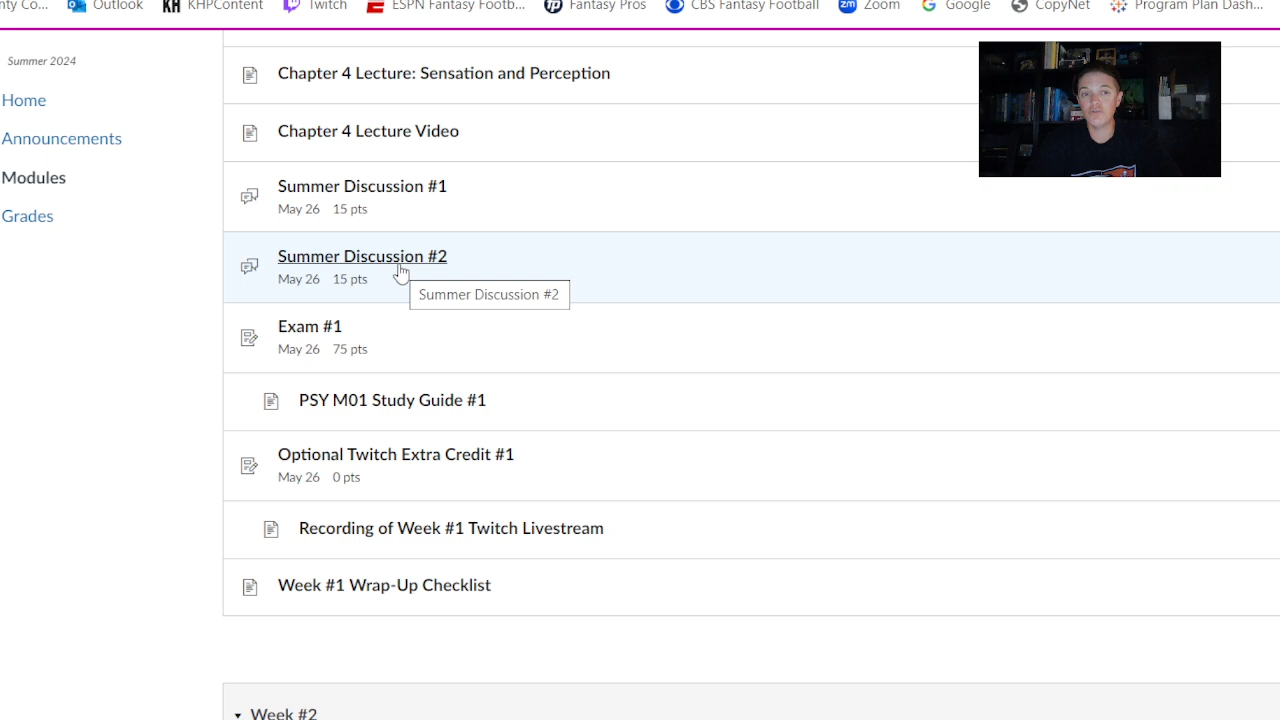 nty Co... Outlook KHPContent Twitch ESPN Fantasy Footb... Fantasy Pros CBS Fantasy Football Zoom Google CopyNet Program Plan Dash...
Summer 2024
Home
Announcements
Modules
Grades
Chapter 4 Lecture: Sensation and Perception
Chapter 4 Lecture Video
Summer Discussion #1
May 26 15 pts
Summer Discussion #2
May 26 15 pts
Summer Discussion #2
Exam #1
May 26 75 pts
PSY M01 Study Guide #1
Optional Twitch Extra Credit #1
May 26 0 pts
Recording of Week #1 Twitch Livestream
Week #1 Wrap-Up Checklist
Week #2